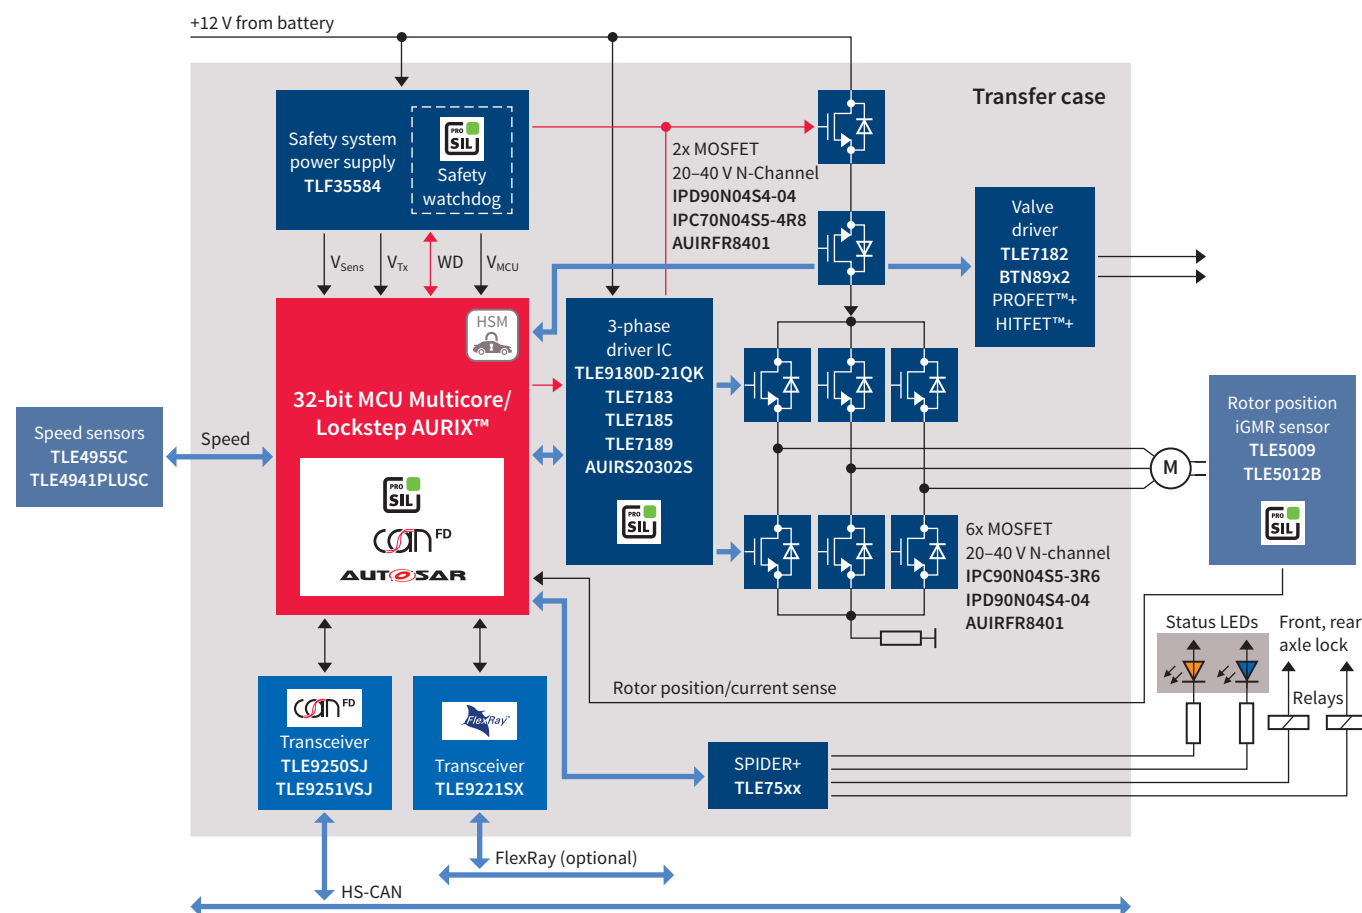 +12 V from battery
Transfer case
Safety system
power supply
TLF35584
PRO
SIL
Safety
watchdog
2x MOSFET
20–40 V N-Channel
IPD90N04S4-04
IPC70N04S5-4R8
AUIRFR8401
Valve
driver
TLE7182
BTN89x2
PROFET™+
HITFET™+
VSens
VTx
WD
VMCU
HSM
32-bit MCU Multicore/
Lockstep AURIX™
PRO
SIL
CAN FD
AUTOSAR
3-phase
driver IC
TLE9180D-21QK
TLE7183
TLE7185
TLE7189
AUIRS20302S
PRO
SIL
Speed sensors
TLE4955C
TLE4941PLUSC
Speed
M
Rotor position
iGMR sensor
TLE5009
TLE5012B
PRO
SIL
6x MOSFET
20–40 V N-channel
IPC90N04S5-3R6
IPD90N04S4-04
AUIRFR8401
Status LEDs
Front, rear
axle lock
Relays
Rotor position/current sense
CAN FD
Transceiver
TLE9250SJ
TLE9251VSJ
FlexRay™
Transceiver
TLE9221SX
SPIDER+
TLE75xx
FlexRay (optional)
HS-CAN